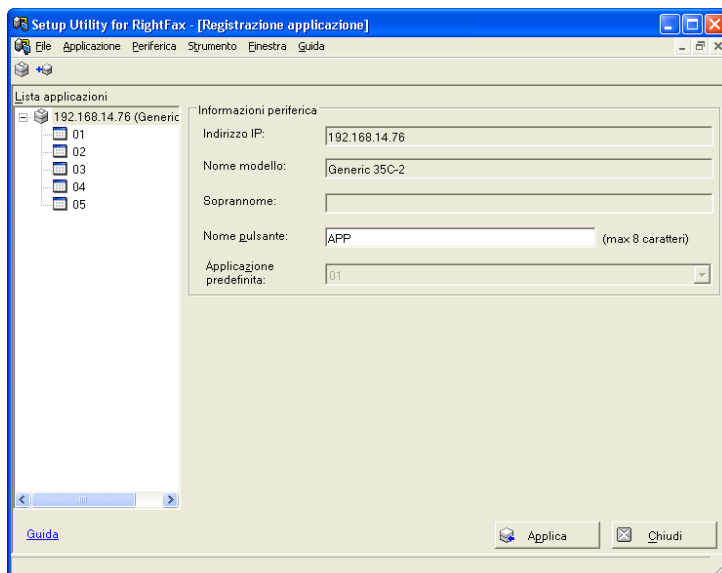 Setup Utility for RightFax - [Registrazione applicazione]
File Applicazione Periferica Strumento Finestra Guida
Lista applicazioni
192.168.14.76 (Generic
01
02
03
04
05
Informazioni periferica
Indirizzo IP: 192.168.14.76
Nome modello: Generic 35C-2
Soprannome:
Nome pulsante: APP (max 8 caratteri)
Applicazione
predefinita: 01
Guida Applica Chiudi